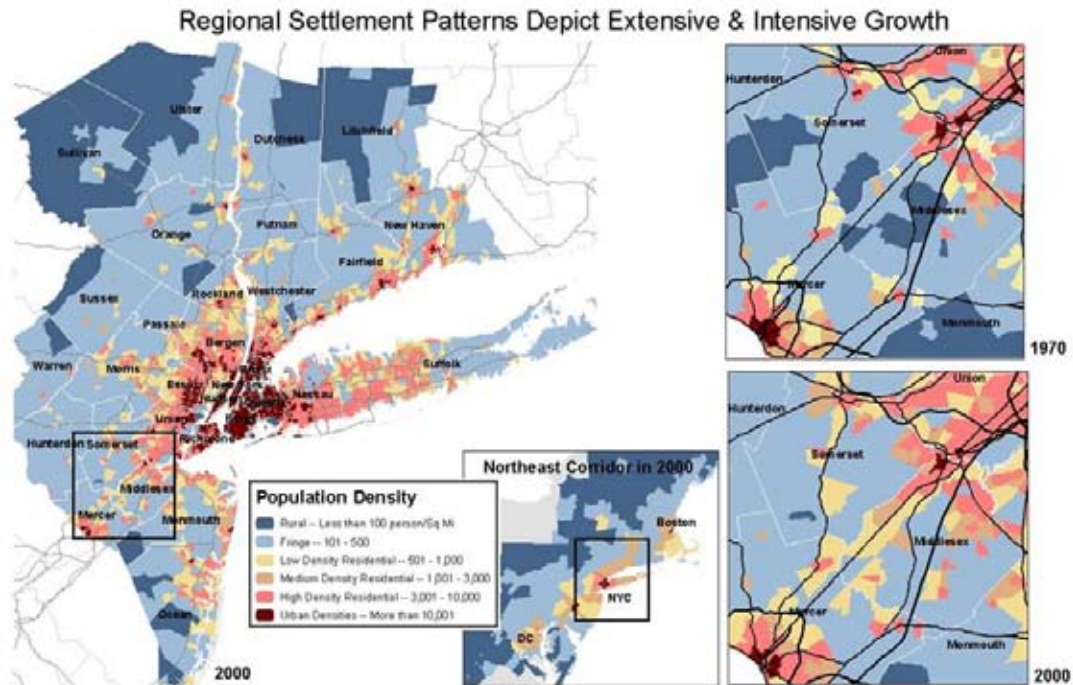 Regional Settlement Patterns Depict Extensive & Intensive Growth
Ulster
Sullivan
Dutchess
Litchfield
Orange
Putnam
New Haven
Fairfield
Sussex
Rockland
Westchester
Passaic
Bergen
Warren
Morris
Bronx
Essex
New York
Suffolk
Nassau
Union
Kings
Richmond
Hunterdon
Somerset
Middlesex
Mercer
Monmouth
Ocean
2000
Population Density
Rural -- Less than 100 person/Sq Mi
Fringe -- 101 - 500
Low Density Residential -- 501 - 1,000
Medium Density Residential -- 1,001 - 3,000
High Density Residential -- 3,001 - 10,000
Urban Densities -- More than 10,001
Northeast Corridor in 2000
Boston
NYC
DC
Union
Hunterdon
Somerset
Middlesex
Mercer
Monmouth
1970
Union
Hunterdon
Somerset
Middlesex
Mercer
Monmouth
2000